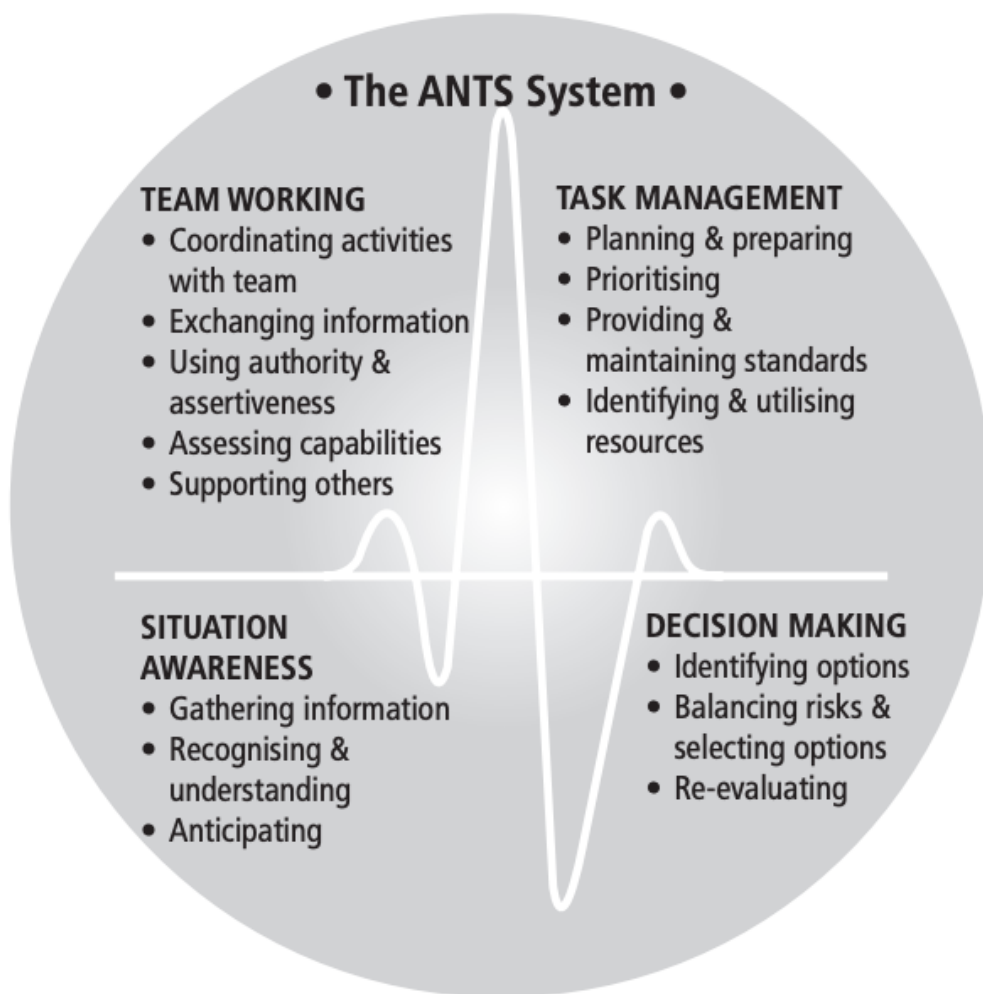 • The ANTS System •
TEAM WORKING
• Coordinating activities
with team
• Exchanging information
• Using authority &
assertiveness
• Assessing capabilities
• Supporting others
TASK MANAGEMENT
• Planning & preparing
• Prioritising
• Providing &
maintaining standards
• Identifying & utilising
resources
SITUATION
AWARENESS
• Gathering information
• Recognising &
understanding
• Anticipating
DECISION MAKING
• Identifying options
• Balancing risks &
selecting options
• Re-evaluating